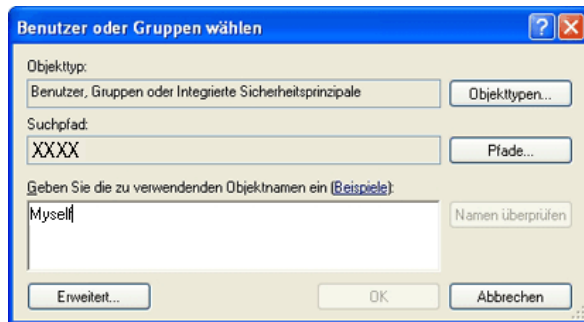 Benutzer oder Gruppen wählen
Objekttyp:
Benutzer, Gruppen oder Integrierte Sicherheitsprinzipale
Objekttypen...
Suchpfad:
XXXX
Pfade...
Geben Sie die zu verwendenden Objektnamen ein (Beispiele):
Myself
Namen überprüfen
Erweitert...
OK
Abbrechen